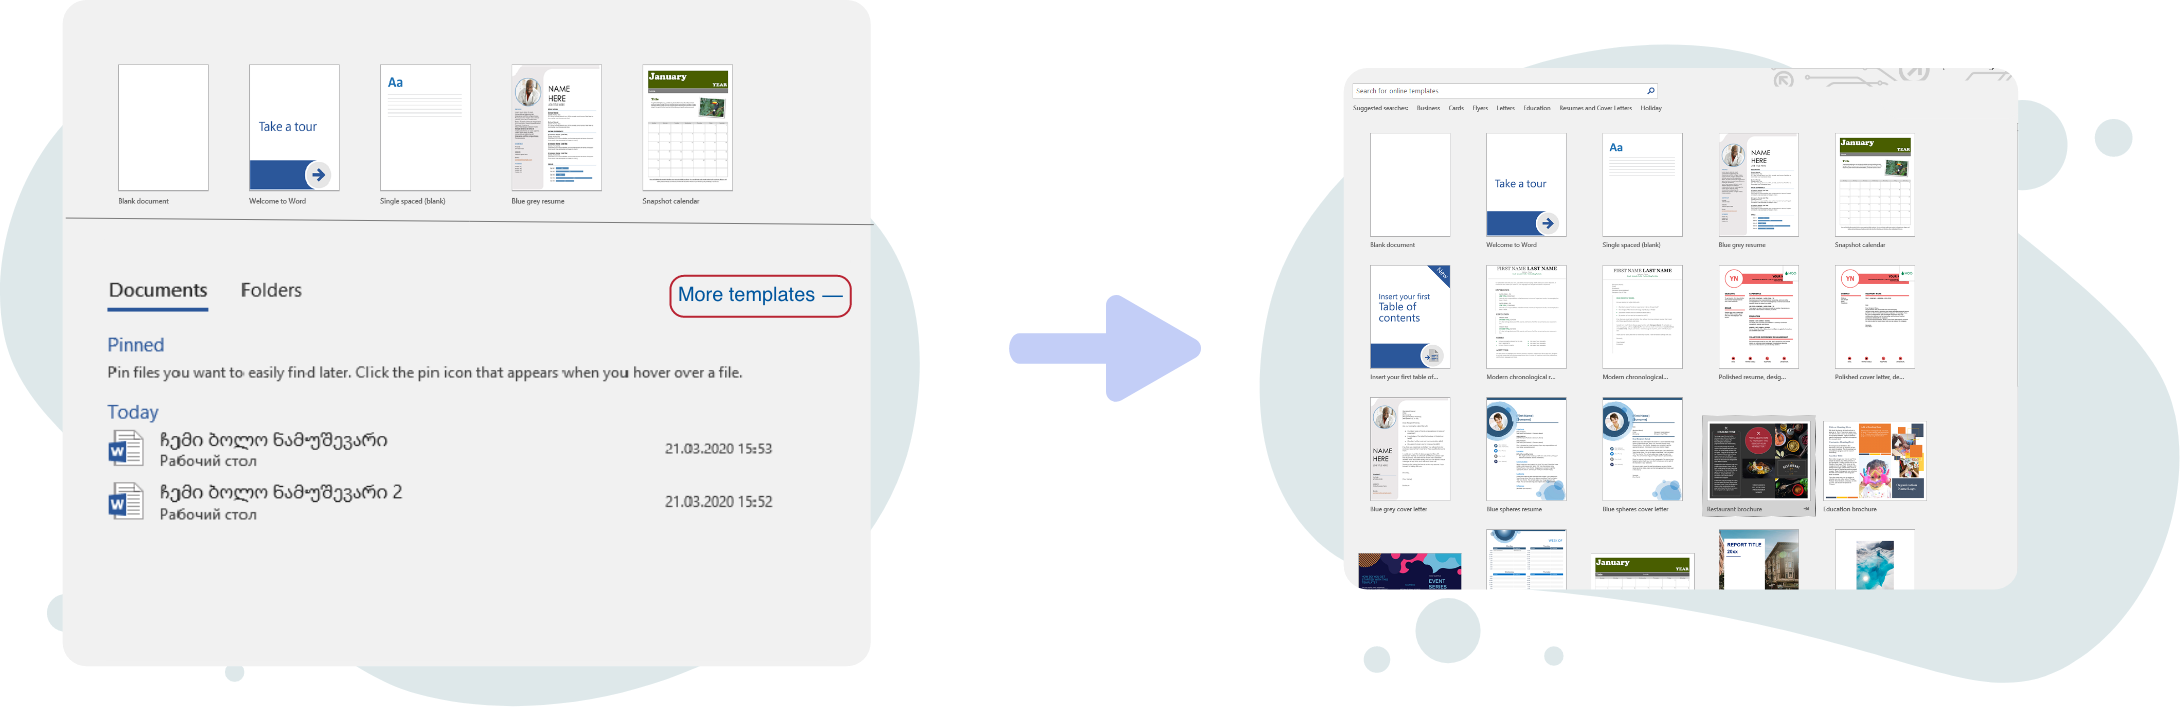 Aa
Take a tour
NAME
HERE
January
YEAR
Blank document
Welcome to Word
Single spaced (blank)
Blue grey resume
Snapshot calendar
Documents
Folders
More templates —
Pinned
Pin files you want to easily find later. Click the pin icon that appears when you hover over a file.
Today
ჩემი ბოლო ნამუშევარი
Рабочий стол
21.03.2020 15:53
ჩემი ბოლო ნამუშევარი 2
Рабочий стол
21.03.2020 15:52
Search for online templates
Suggested searches: Business Cards Flyers Letters Education Resumes and Cover Letters Holiday
Aa
Take a tour
NAME
HERE
January
YEAR
Blank document
Welcome to Word
Single spaced (blank)
Blue grey resume
Snapshot calendar
New
Insert your first
Table of
contents
FIRST NAME LAST NAME
FIRST NAME LAST NAME
YN
YN
Insert your first table of...
Modern chronological r...
Modern chronological...
Polished resume, desig...
Polished cover letter, de...
NAME
HERE
Blue grey cover letter
Blue spheres resume
Blue spheres cover letter
Restaurant brochure
Education brochure
EVENT
SERIES
January
YEAR
REPORT TITLE
20xx